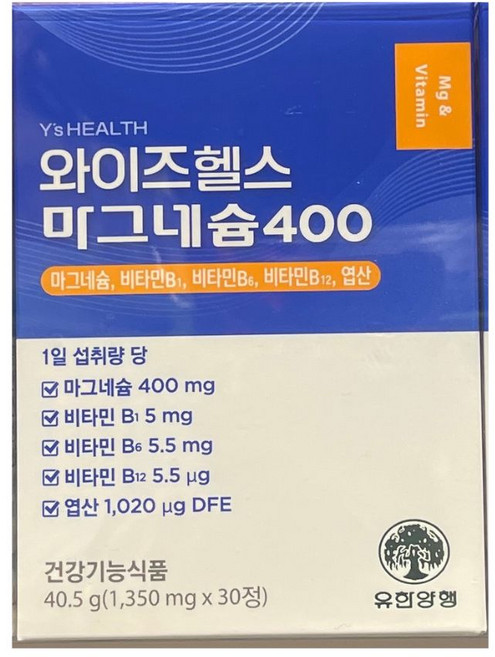 Mg &
Vitamin
Y's HEALTH
와이즈헬스
마그네슘400
마그네슘, 비타민B1, 비타민B6, 비타민B12, 엽산
1일 섭취량 당
마그네슘 400 mg
비타민 B1 5 mg
비타민 B6 5.5 mg
비타민 B12 5.5 μg
엽산 1,020 μg DFE
건강기능식품
40.5 g(1,350 mg x 30정)
유한양행